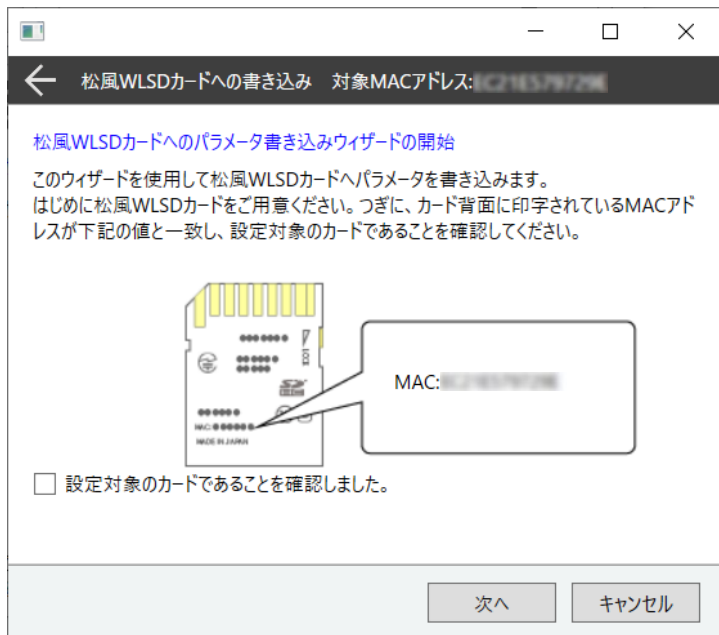 松風WLSDカードへの書き込み 対象MACアドレス:
松風WLSDカードへのパラメータ書き込みウィザードの開始
このウィザードを使用して松風WLSDカードへパラメータを書き込みます。
はじめに松風WLSDカードをご用意ください。つぎに、カード背面に印字されているMACアド
レスが下記の値と一致し、設定対象のカードであることを確認してください。
LOCK
SD
MAC:
MADE IN JAPAN
MAC:
設定対象のカードであることを確認しました。
次へ
キャンセル